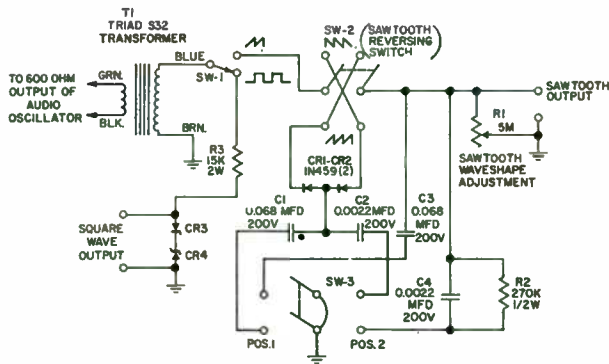 T1
TRIAD S32
TRANSFORMER
BLUE
GRN.
TO 600 OHM
OUTPUT OF
AUDIO
OSCILLATOR
BLK.
BRN.
SW-1
SW-2
(SAWTOOTH
REVERSING
SWITCH)
SAWTOOTH
OUTPUT
R1
5M
SAWTOOTH
WAVESHAPE
ADJUSTMENT
R3
15K
2W
CR1-CR2
1N459(2)
C1
0.068 MFD
200V
C2
0.0022MFD
200V
C3
0.068
MFD
200V
SQUARE
WAVE
OUTPUT
CR3
CR4
SW-3
C4
0.0022
MFD
200V
R2
270K
1/2W
POS.1
POS.2